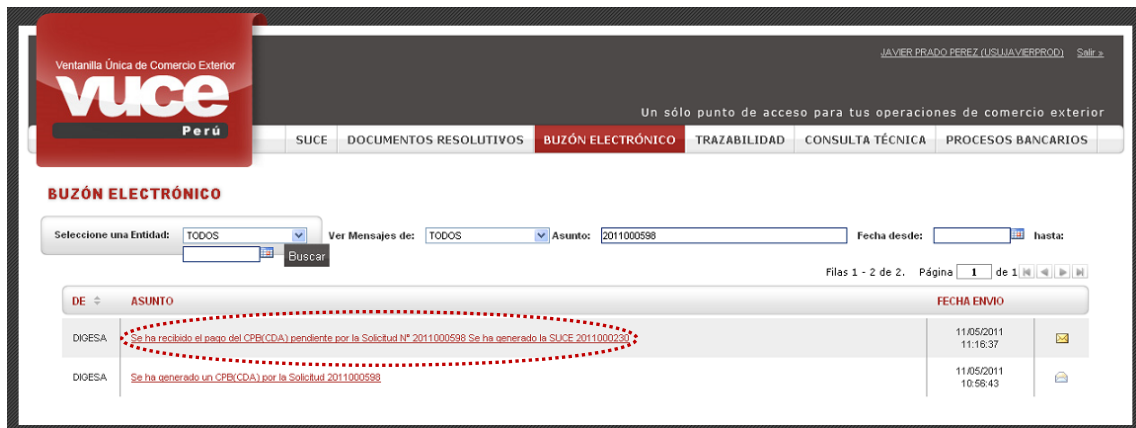 Ventanilla Única de Comercio Exterior
vuce
Perú
JAVIER PRADO PEREZ (USUJAVIERPROD) Salir »
Un sólo punto de acceso para tus operaciones de comercio exterior
SUCE DOCUMENTOS RESOLUTIVOS BUZÓN ELECTRÓNICO TRAZABILIDAD CONSULTA TÉCNICA PROCESOS BANCARIOS
BUZÓN ELECTRÓNICO
Seleccione una Entidad: TODOS Ver Mensajes de: TODOS Asunto: 2011000598 Fecha desde: hasta:
Buscar
Filas 1 - 2 de 2. Página 1 de 1
DE ASUNTO FECHA ENVIO
DIGESA Se ha recibido el pago del CPB(CDA) pendiente por la Solicitud N° 2011000598 Se ha generado la SUCE 2011000230 11/05/2011
11:16:37
DIGESA Se ha generado un CPB(CDA) por la Solicitud 2011000598 11/05/2011
10:56:43